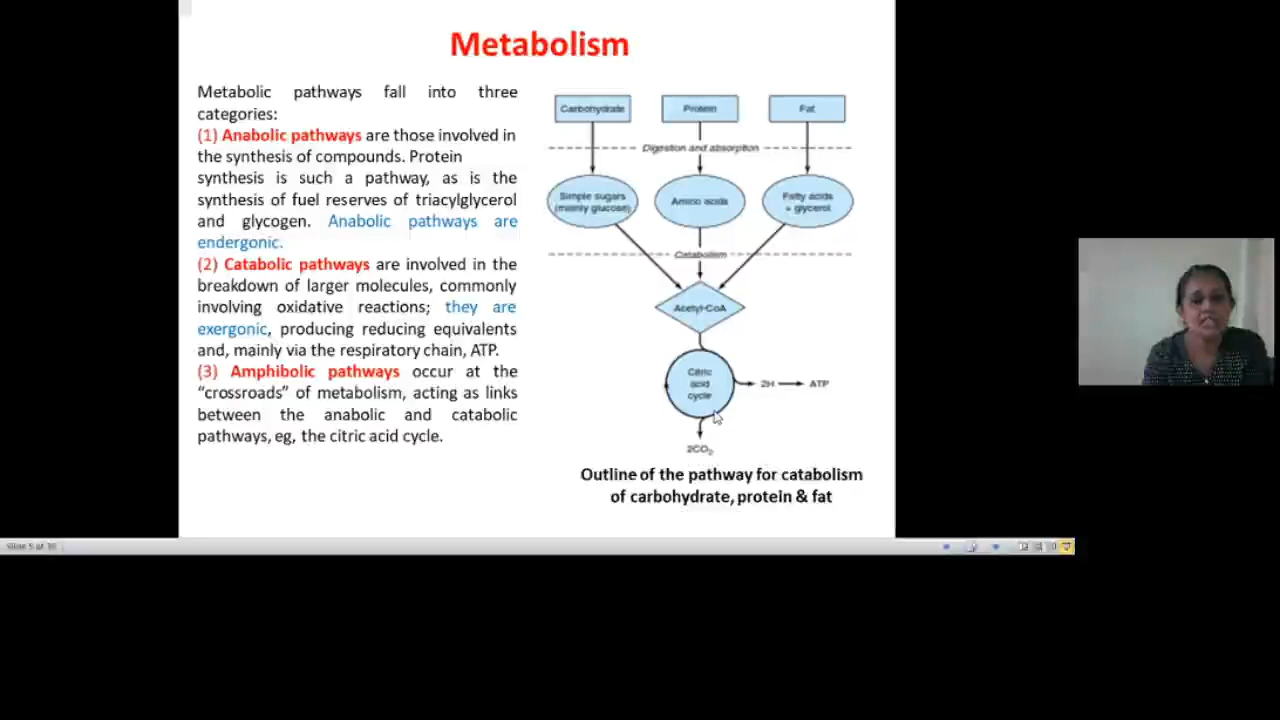 Metabolism
Metabolic pathways fall into three
categories:
(1) Anabolic pathways are those involved in
the synthesis of compounds. Protein
synthesis is such a pathway, as is the
synthesis of fuel reserves of triacylglycerol
and glycogen. Anabolic pathways are
endergonic.
(2) Catabolic pathways are involved in the
breakdown of larger molecules, commonly
involving oxidative reactions; they are
exergonic, producing reducing equivalents
and, mainly via the respiratory chain, ATP.
(3) Amphibolic pathways occur at the
“crossroads” of metabolism, acting as links
between the anabolic and catabolic
pathways, eg, the citric acid cycle.
Carbohydrate
Protein
Fat
Digestion and absorption
Simple sugars
(mainly glucose)
Amino acids
Fatty acids
+ glycerol
Catabolism
Acetyl-CoA
Citric
acid
cycle
2H
ATP
2CO₂
Outline of the pathway for catabolism
of carbohydrate, protein & fat